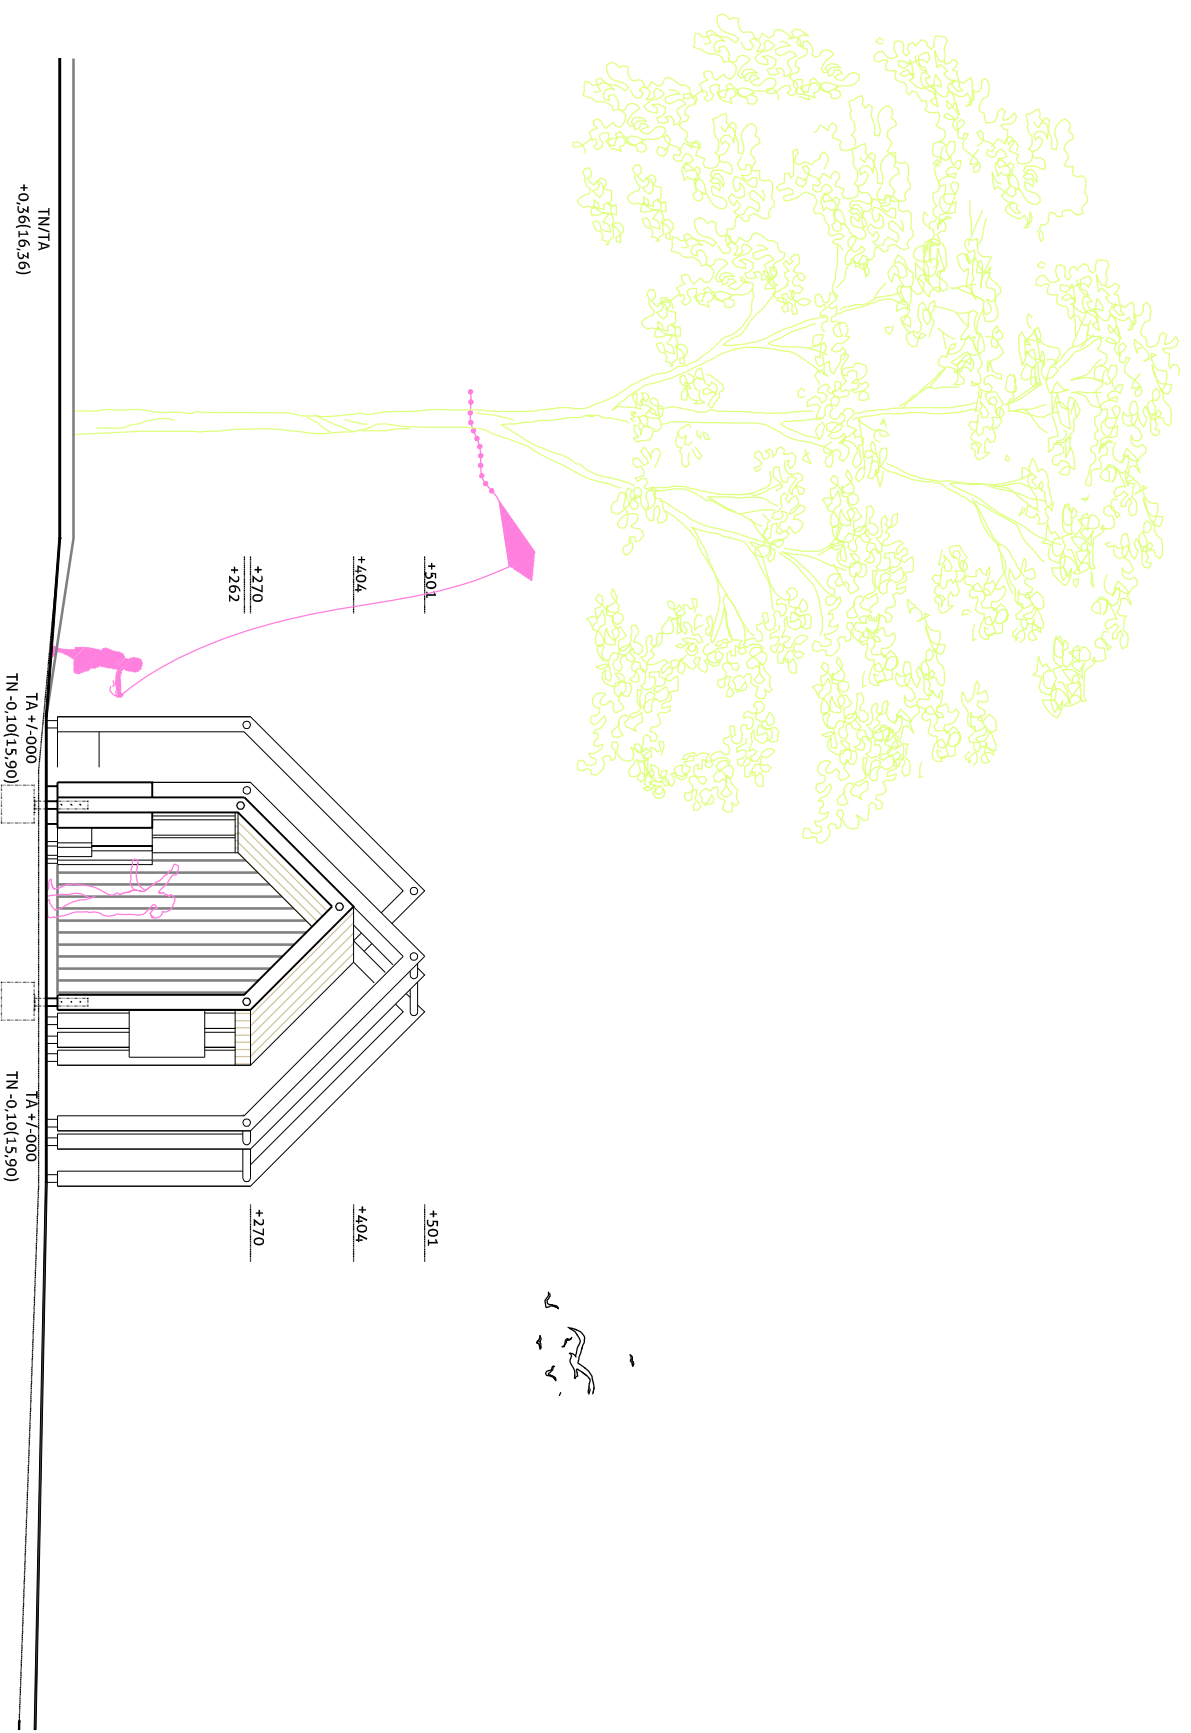 TN/TA
+0,36(16,36)
+501
+404
+270
+262
TA +/-000
TN -0,10(15,90)
+501
+404
+270
TA +/-000
TN -0,10(15,90)